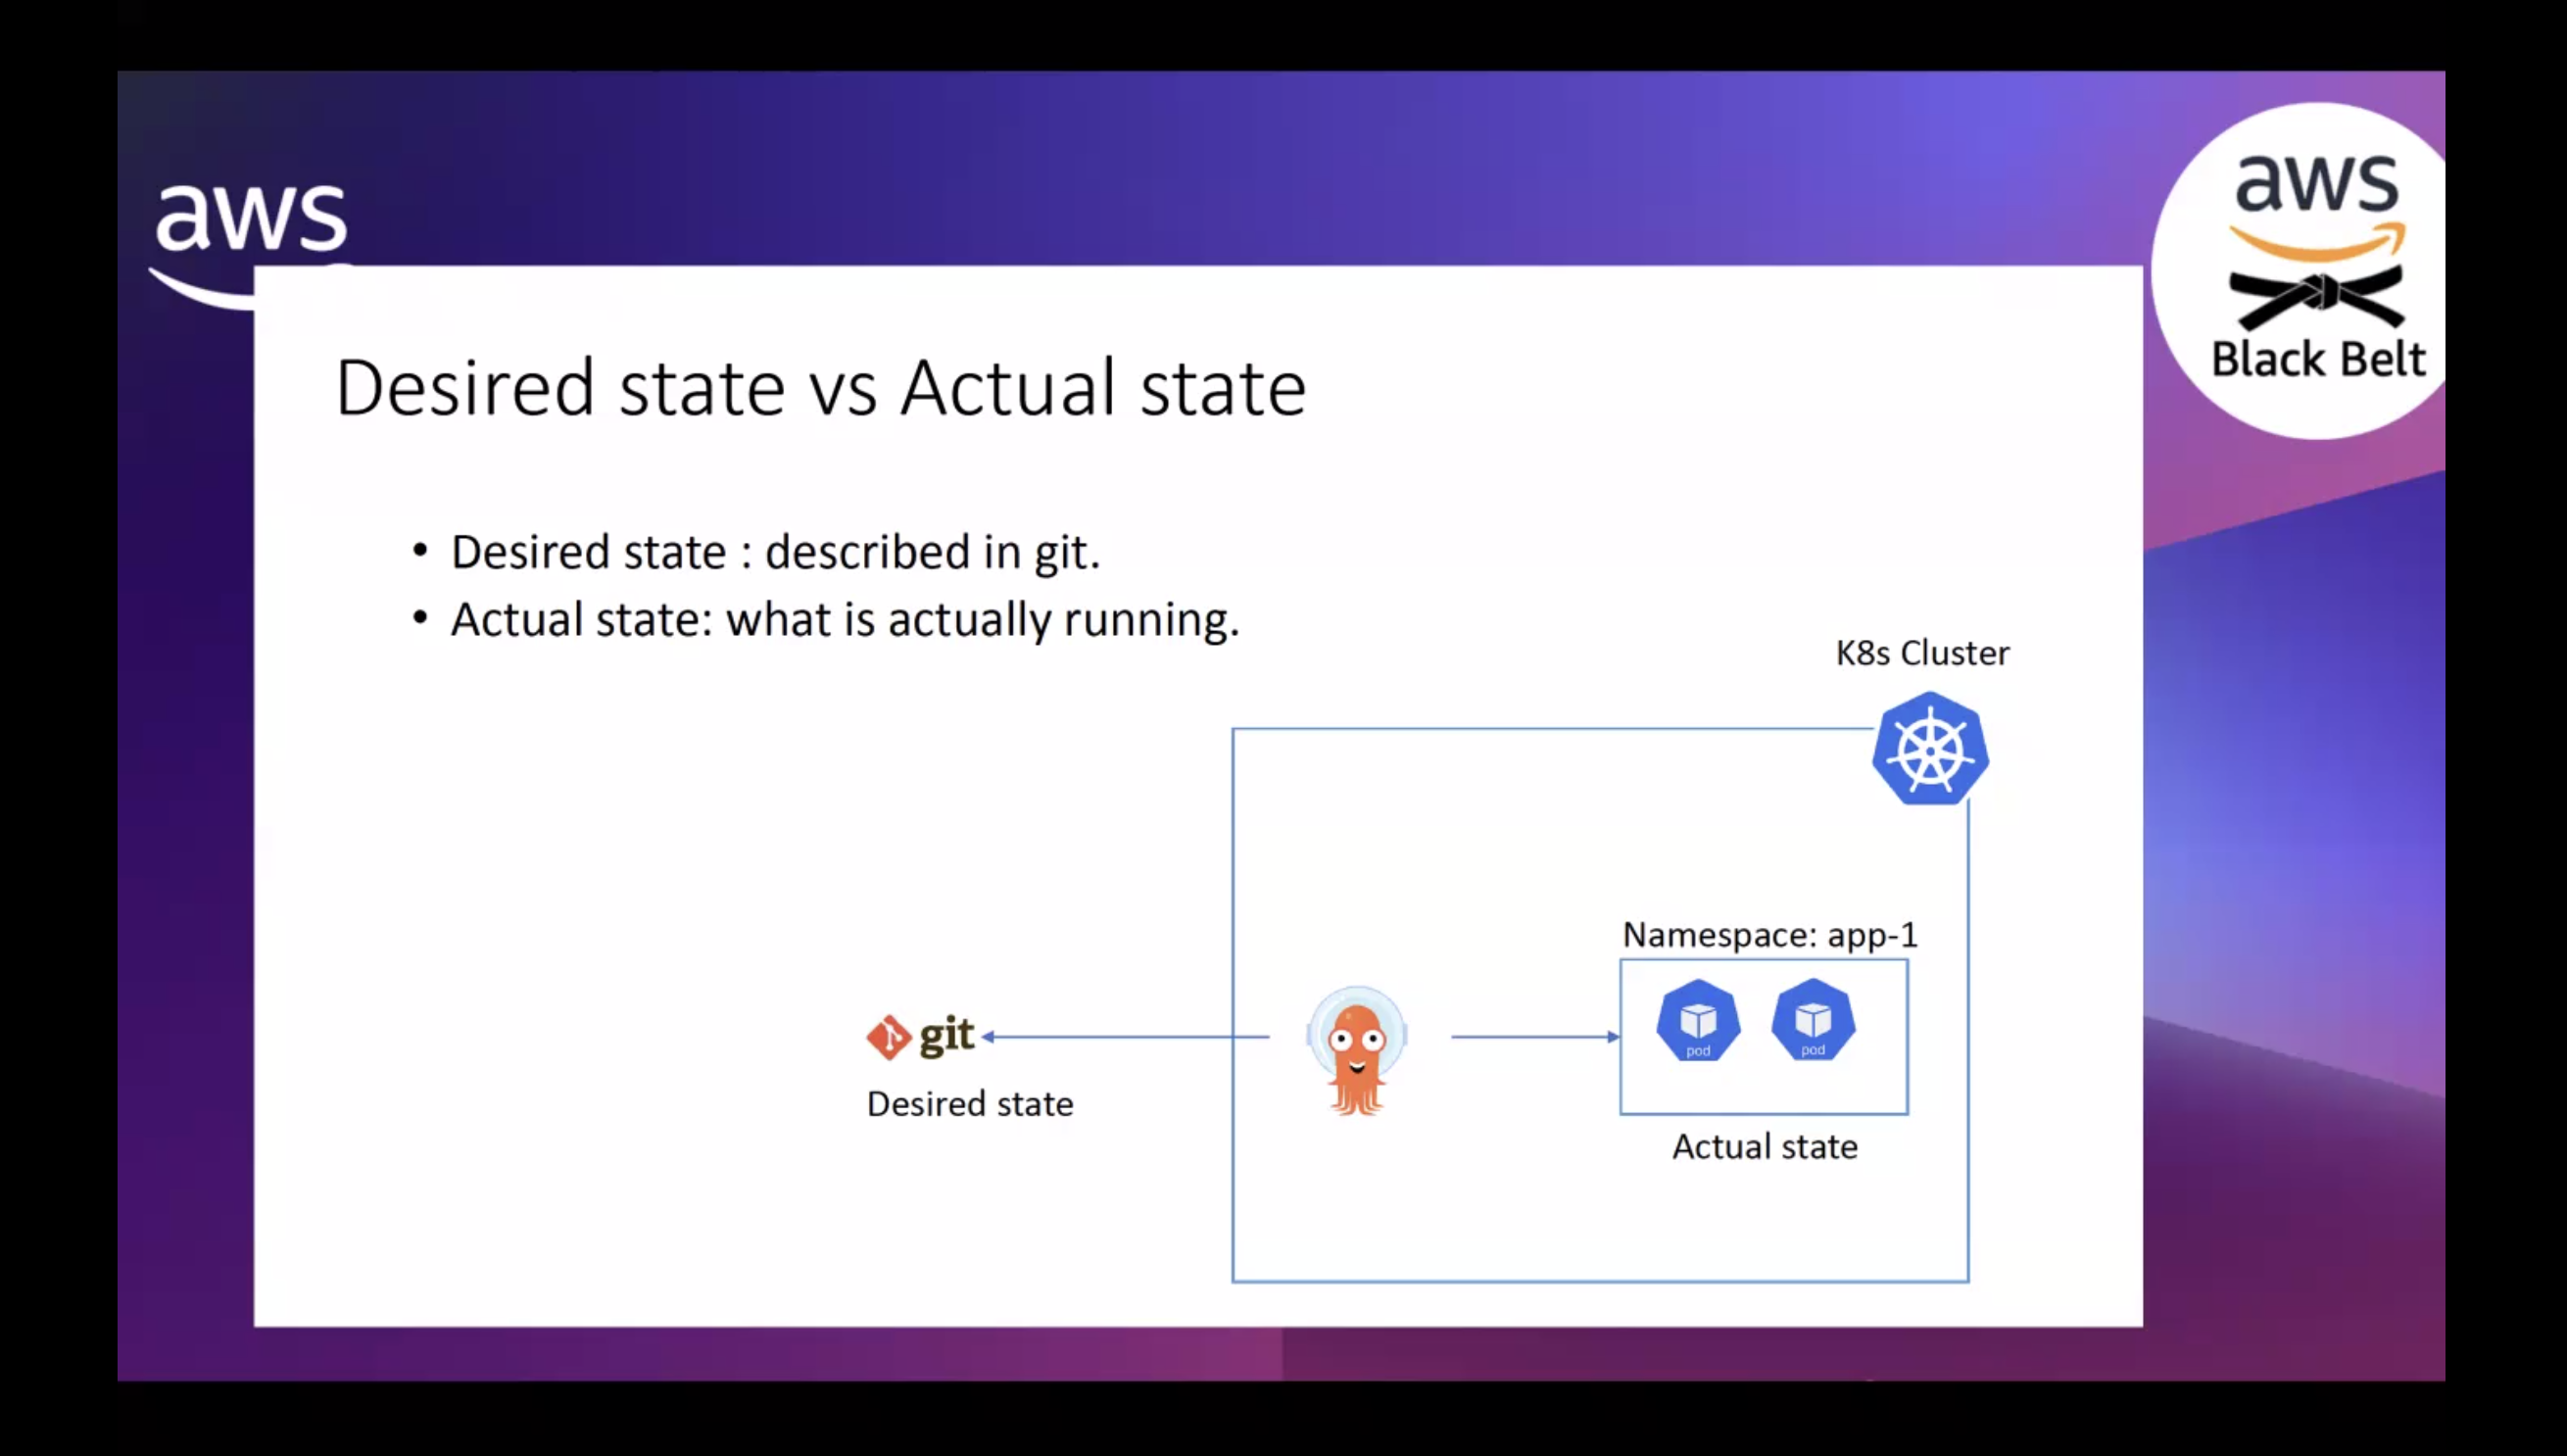 aws
aws
Black Belt
Desired state vs Actual state
• Desired state : described in git.
• Actual state: what is actually running.
K8s Cluster
Namespace: app-1
pod pod
git
Desired state
Actual state